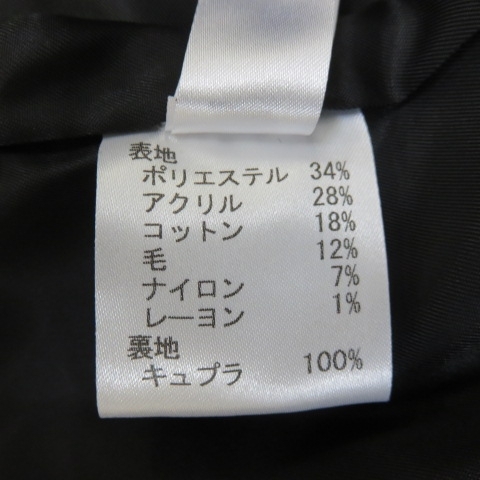 表地
ポリエステル 34%
アクリル 28%
コットン 18%
毛 12%
ナイロン 7%
レーヨン 1%
裏地
キュプラ 100%